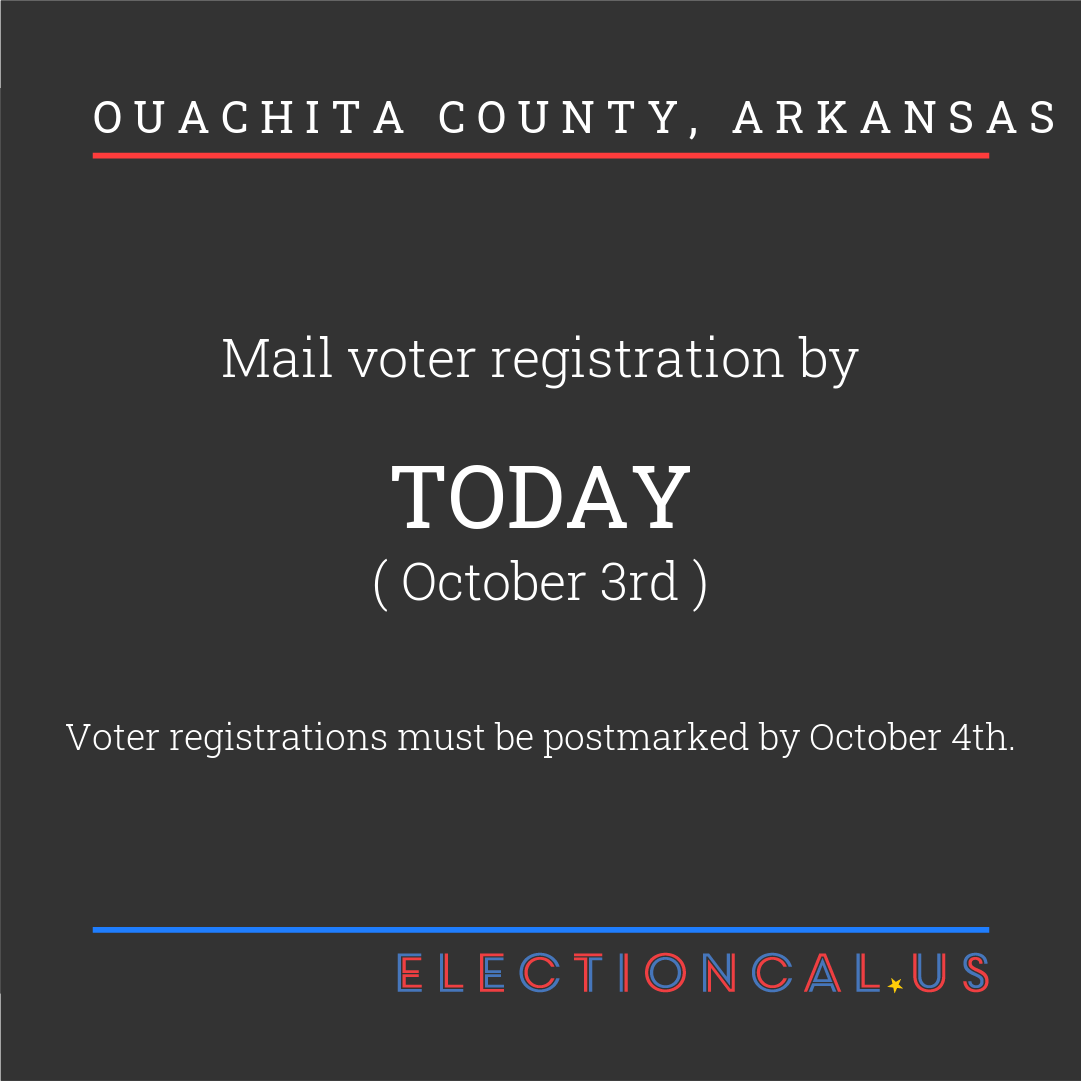 OUACHITA COUNTY, ARKANSAS
Mail voter registration by
TODAY
( October 3rd )
Voter registrations must be postmarked by October 4th.
ELECTIONCAL.US